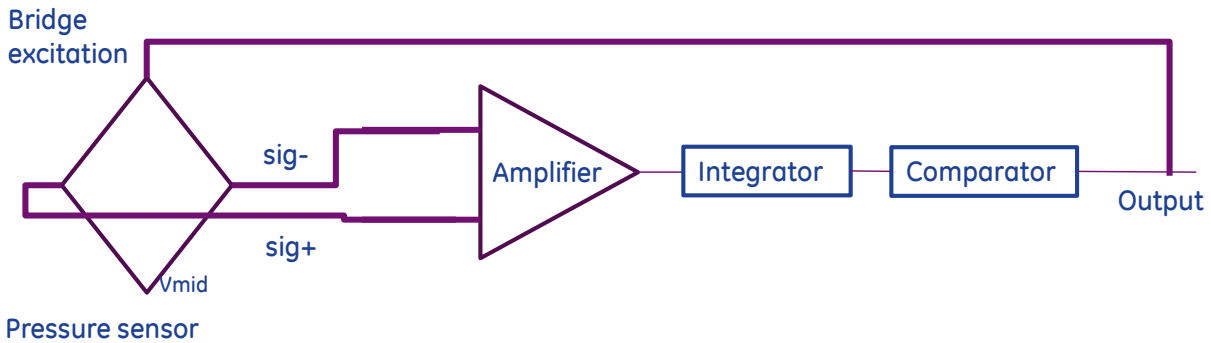 Bridge
excitation
sig-
Amplifier
Integrator
Comparator
Output
sig+
Vmid
Pressure sensor